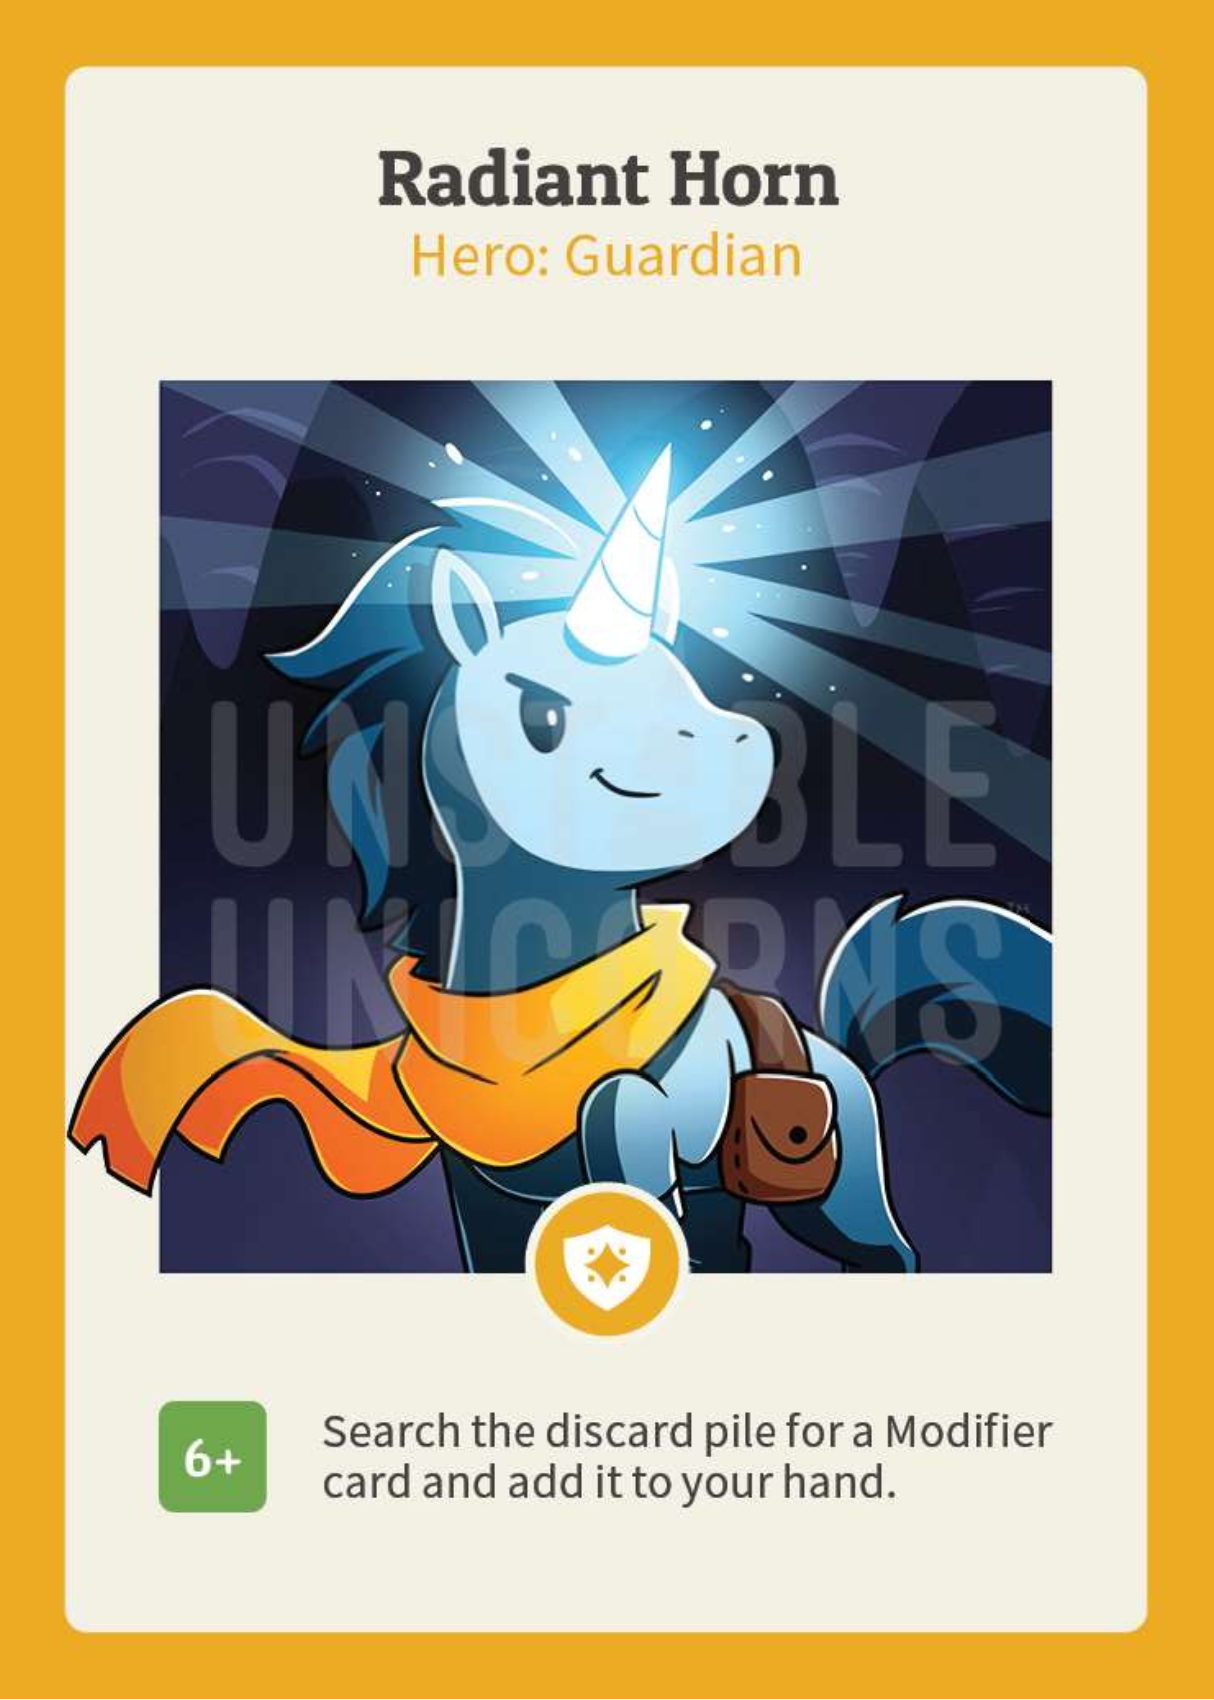 Radiant Horn
Hero: Guardian
UNSTABLE
UNICORNS™
6+
Search the discard pile for a Modifier
card and add it to your hand.